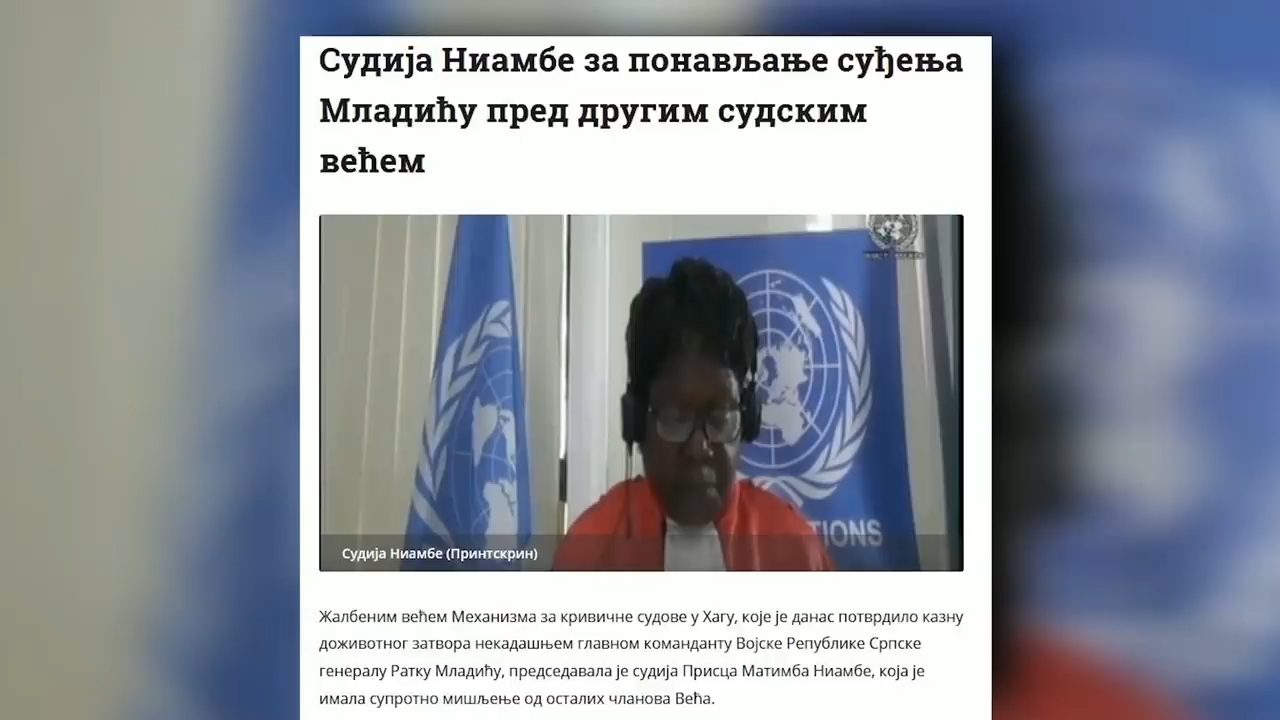 Судија Ниамбе за понављање суђења
Младићу пред другим судским
већем
TIONS
Судија Ниамбе (Принтскрин)
Жалбеним већем Механизма за кривичне судове у Хагу, које је данас потврдило казну
доживотног затвора некадашњем главном команданту Војске Републике Српске
генералу Ратку Младићу, председавала је судија Присца Матимба Ниамбе, која је
имала супротно мишљење од осталих чланова Већа.